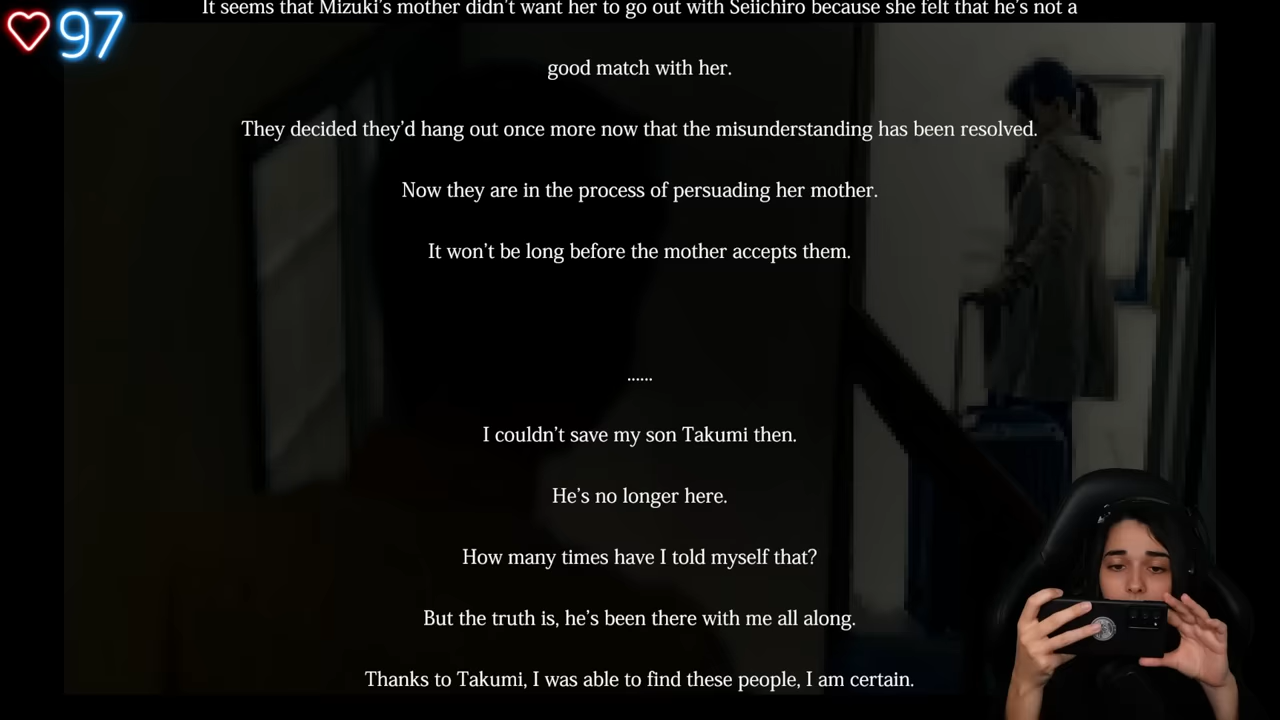 It seems that Mizuki's mother didn't want her to go out with Seiichiro because she felt that he's not a
97
good match with her.
They decided they'd hang out once more now that the misunderstanding has been resolved.
Now they are in the process of persuading her mother.
It won't be long before the mother accepts them.
......
I couldn't save my son Takumi then.
He's no longer here.
How many times have I told myself that?
But the truth is, he's been there with me all along.
Thanks to Takumi, I was able to find these people, I am certain.